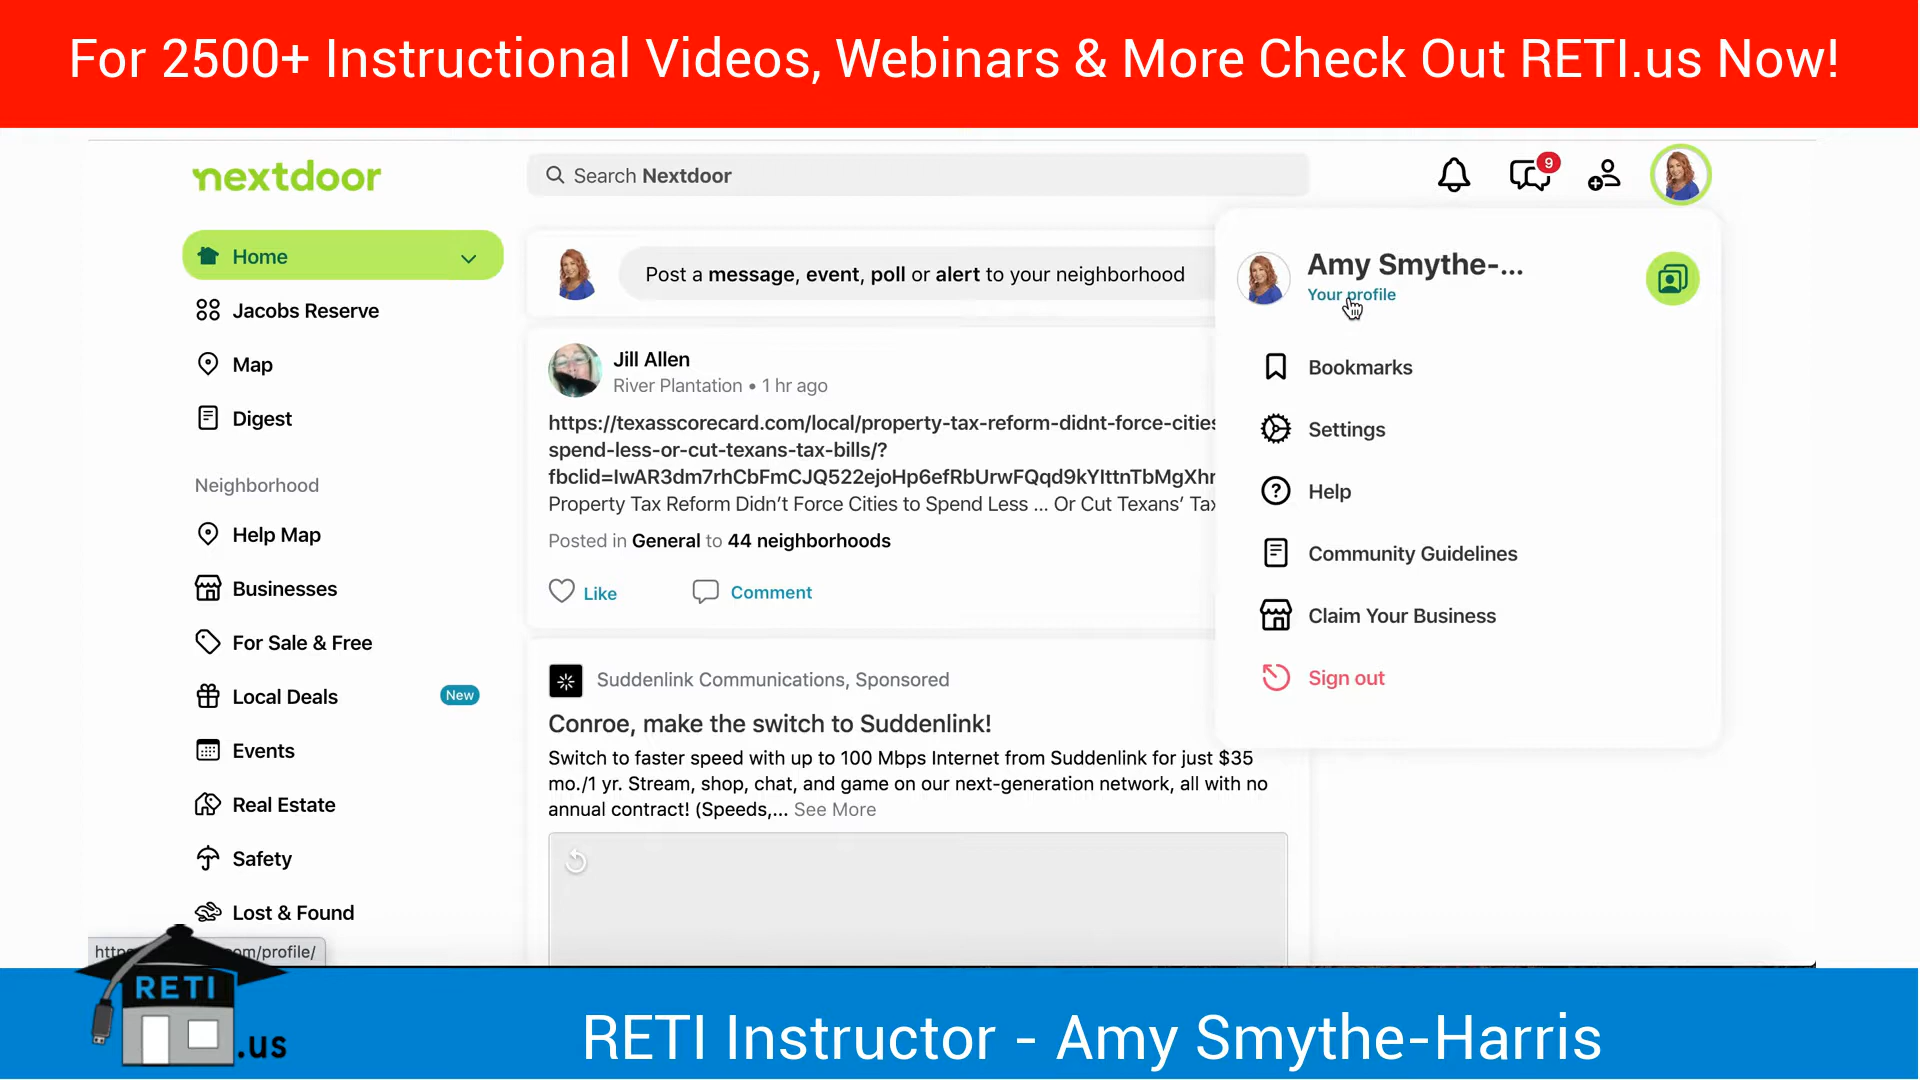 For 2500+ Instructional Videos, Webinars & More Check Out RETI.us Now!
nextdoor
Search Nextdoor
9
Home
Jacobs Reserve
Map
Digest
Neighborhood
Help Map
Businesses
For Sale & Free
Local Deals
New
Events
Real Estate
Safety
Lost & Found
Post a message, event, poll or alert to your neighborhood
Jill Allen
River Plantation • 1 hr ago
https://texasscorecard.com/local/property-tax-reform-didnt-force-cities
spend-less-or-cut-texans-tax-bills/?
fbclid=IwAR3dm7rhCbFmCJQ522ejoHp6efRbUrwFQqd9kYIttnTbMgXhr
Property Tax Reform Didn't Force Cities to Spend Less ... Or Cut Texans' Tax
Posted in General to 44 neighborhoods
Like
Comment
Suddenlink Communications, Sponsored
Conroe, make the switch to Suddenlink!
Switch to faster speed with up to 100 Mbps Internet from Suddenlink for just $35
mo./1 yr. Stream, shop, chat, and game on our next-generation network, all with no
annual contract! (Speeds,... See More
Amy Smythe-...
Your profile
Bookmarks
Settings
Help
Community Guidelines
Claim Your Business
Sign out
om/profile/
RETI
.us
RETI Instructor - Amy Smythe-Harris